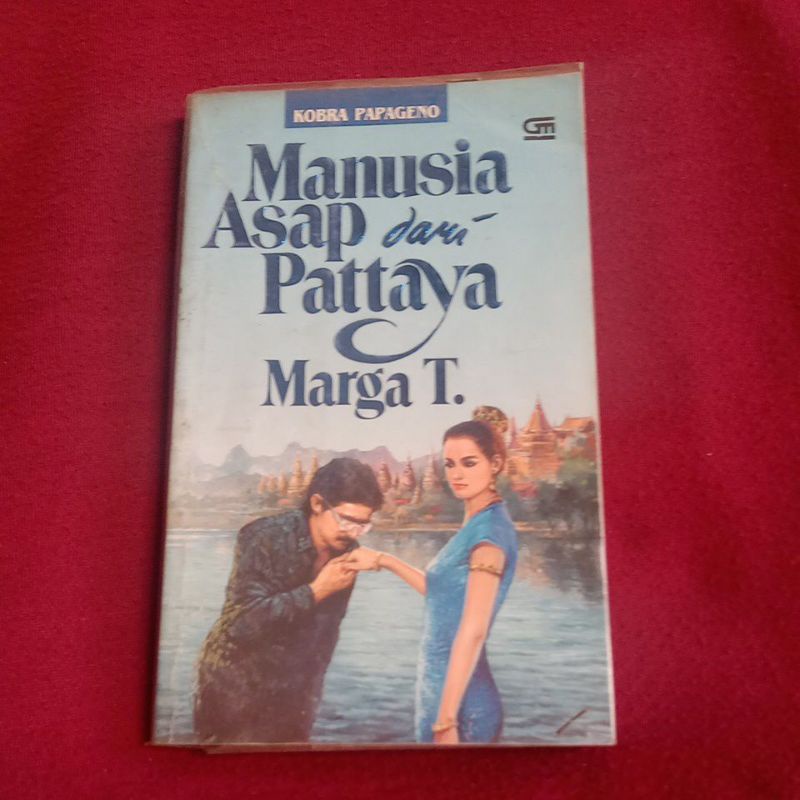 KOBRA PAPAGENO
GM
Manusia
Asap dari
Pattaya
Marga T.